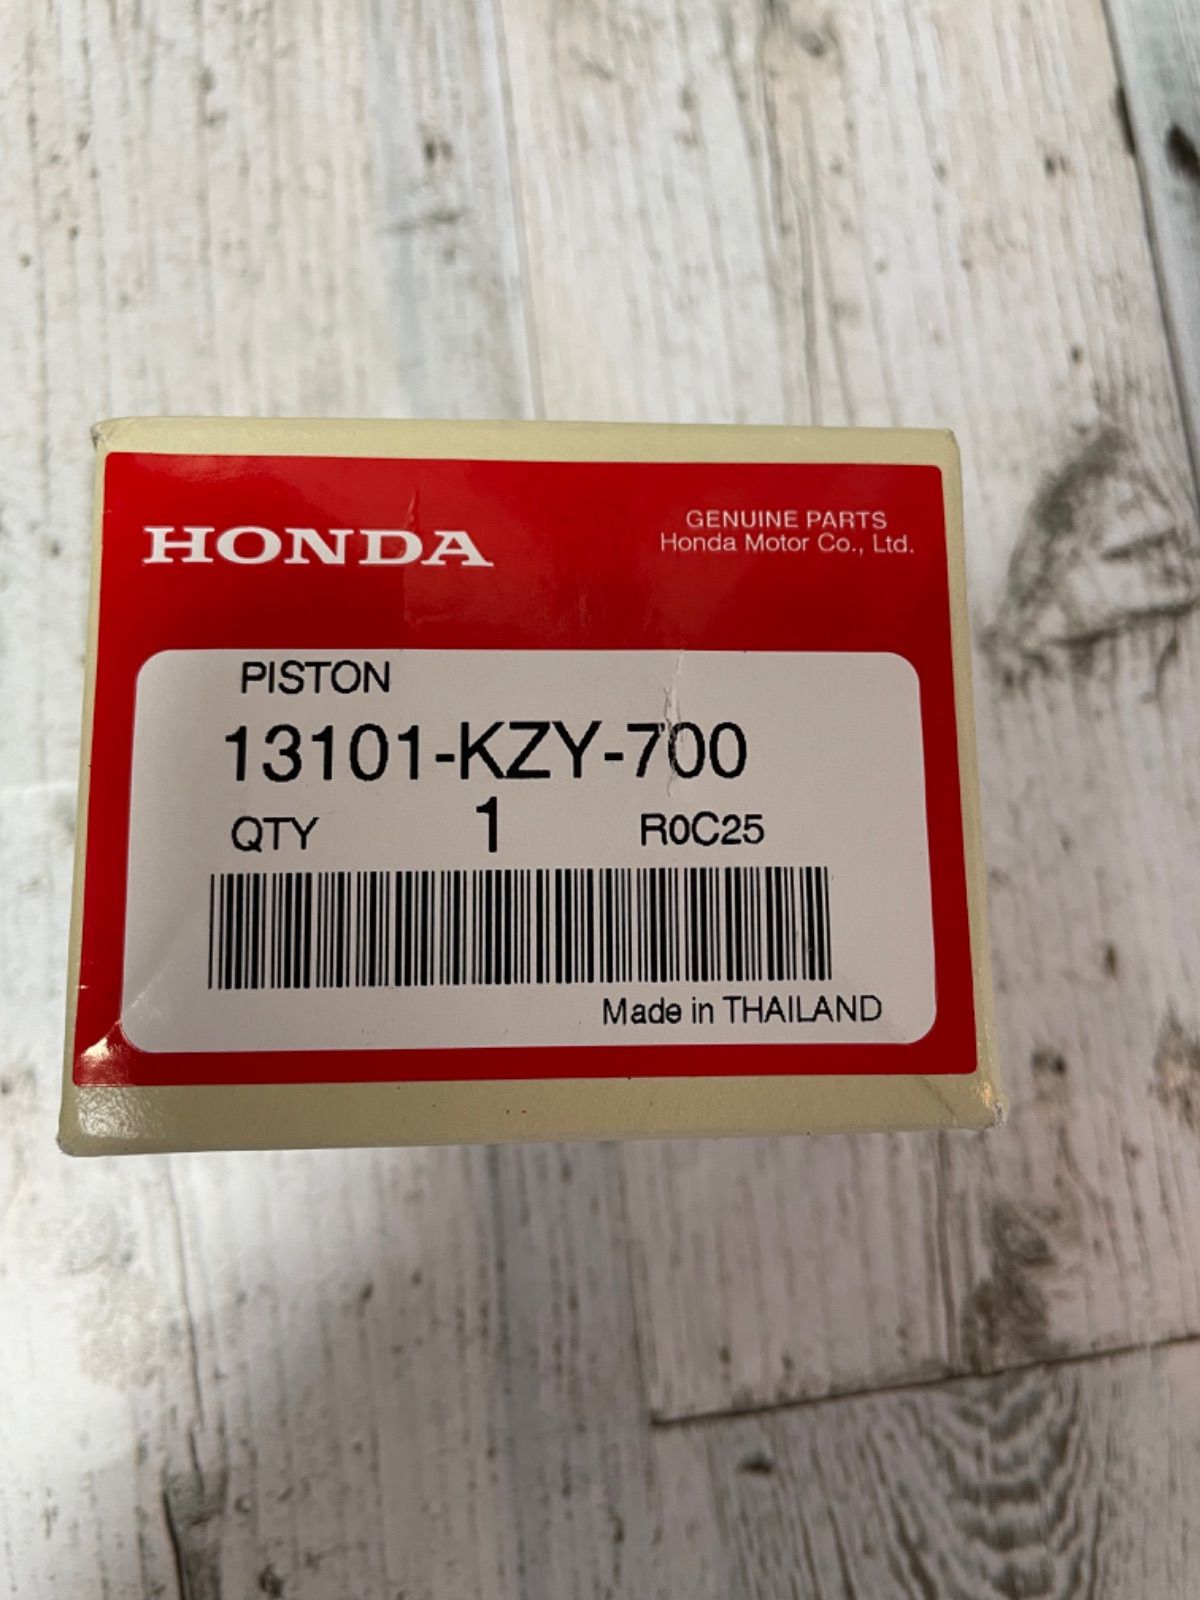 HONDA
GENUINE PARTS
Honda Motor Co., Ltd.
PISTON
13101-KZY-700
QTY 1 R0C25
Made in THAILAND